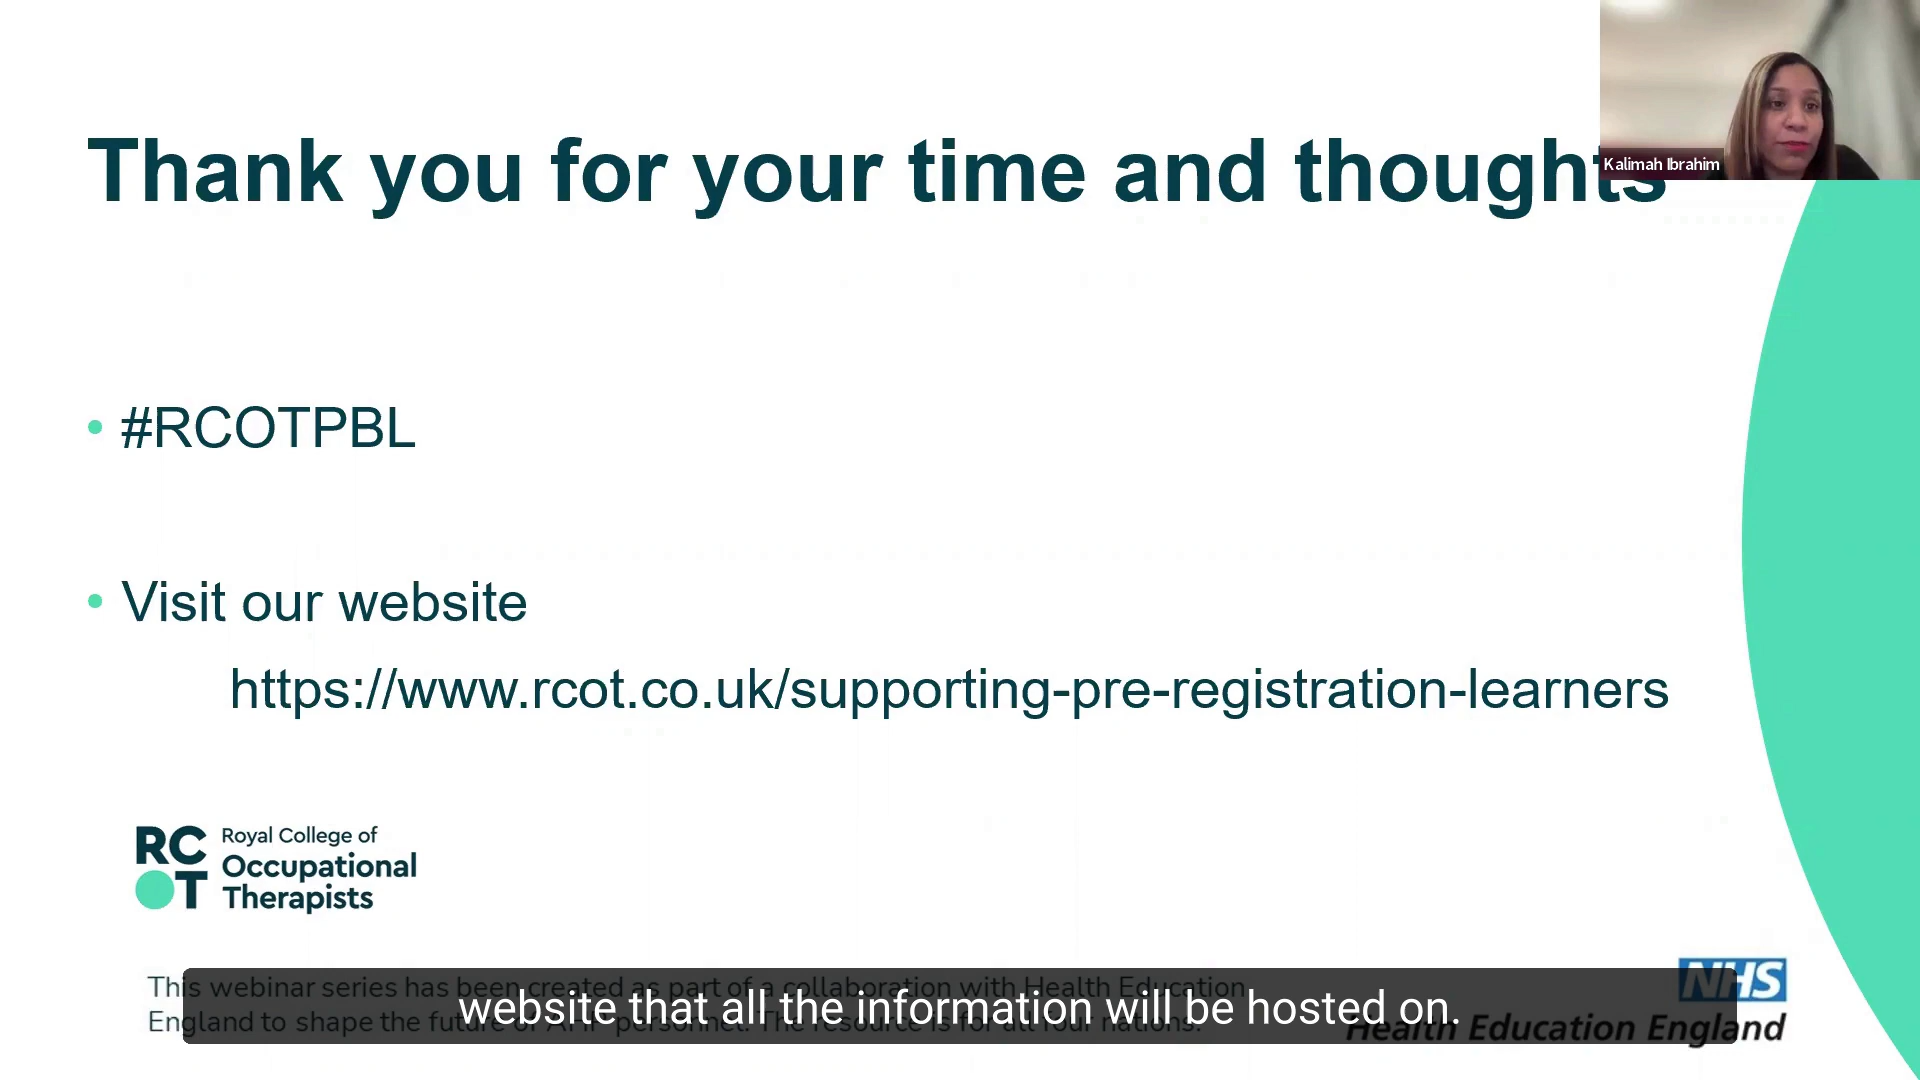 Thank you for your time and thoughts
Kalimah Ibrahim
• #RCOTPBL
• Visit our website
https://www.rcot.co.uk/supporting-pre-registration-learners
RC
OT
Royal College of
Occupational
Therapists
This webinar series has been created as part of a collaboration with Health Education
England to shape the future of AHP personnel. The resource is for all four nations.
website that all the information will be hosted on.
NHS
Health Education England